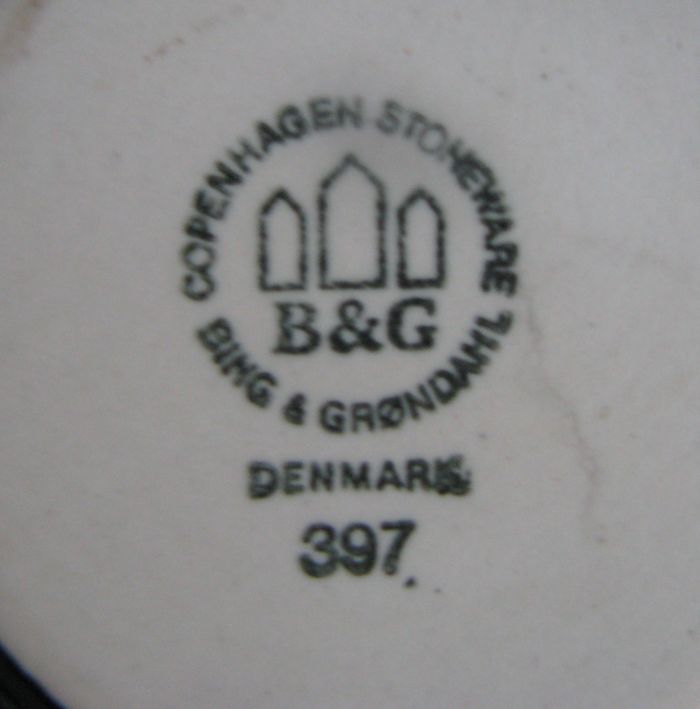 COPENHAGEN STONEWARE
B&G
BING & GRØNDAHL
DENMARK
397